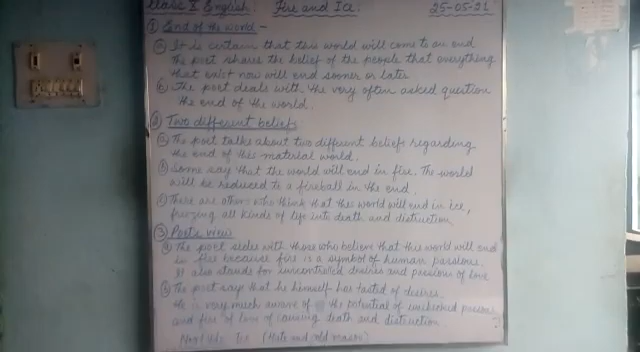 Class X English. Fire and Ice. 25-05-21
① End of the world -
ⓐ It is certain that this world will come to an end
The poet shares the belief of the people that everything
that exist now will end sooner or later
ⓑ The poet deals with the very often asked question
the end of the world.
② Two different beliefs
ⓐ The poet talks about two different beliefs regarding
the end of this material world.
ⓑ Some say that the world will end in fire. The world
will be reduced to a fireball in the end.
ⓒ There are others who think that this world will end in ice,
freezing all kinds of life into death and distruction
③ Poet's view
ⓐ The poet sides with those who believe that this world will end
in fire because fire is a symbol of human passions.
It also stands for uncontrolled desires and passions of love
ⓑ The poet say that he himself has tasted of desires.
He is very much aware of the potential of unchecked passion
and fire of love of causing death and distruction.
Ice (Hate and